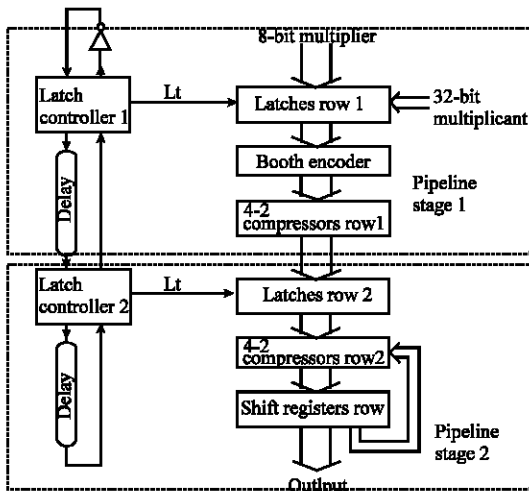 8-bit multiplier
Latch
controller 1
Lt
Latches row 1
32-bit
multiplicant
Booth encoder
Delay
4-2
compressors row1
Pipeline
stage 1
Latch
controller 2
Lt
Latches row 2
4-2
compressors row2
Delay
Shift registers row
Pipeline
stage 2
Outlput